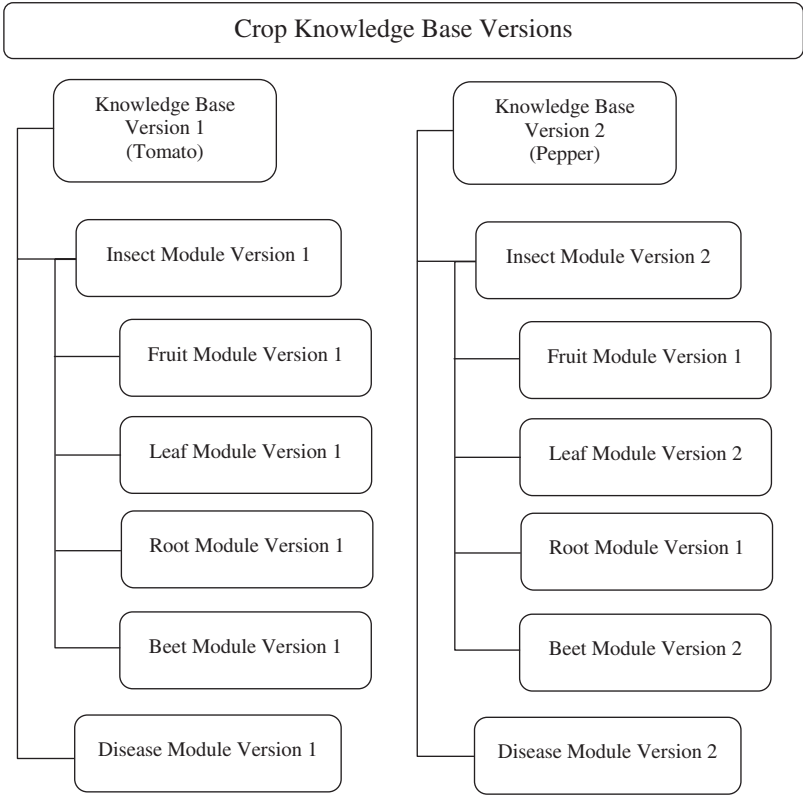 Crop Knowledge Base Versions
Knowledge Base
Version 1
(Tomato)
Insect Module Version 1
Fruit Module Version 1
Leaf Module Version 1
Root Module Version 1
Beet Module Version 1
Disease Module Version 1
Knowledge Base
Version 2
(Pepper)
Insect Module Version 2
Fruit Module Version 1
Leaf Module Version 2
Root Module Version 1
Beet Module Version 2
Disease Module Version 2